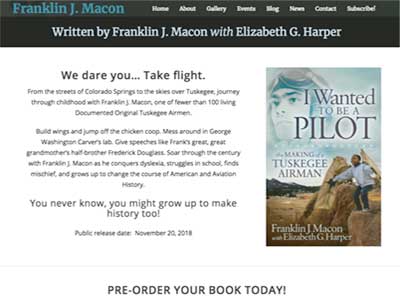 Franklin J. Macon Home About Gallery Events Blog News Contact Subscribe!
Written by Franklin J. Macon with Elizabeth G. Harper
We dare you... Take flight.
From the streets of Colorado Springs to the skies over Tuskegee, journey
through childhood with Franklin J. Macon, one of fewer than 100 living
Documented Original Tuskegee Airmen.
Build wings and jump off the chicken coop. Mess around in George
Washington Carver's lab. Give speeches like Frank's great, great
grandmother's half-brother Frederick Douglass. Soar through the century
with Franklin J. Macon as he conquers dyslexia, struggles in school, finds
mischief, and grows up to change the course of American and Aviation
History.
You never know, you might grow up to make
history too!
Public release date: November 20, 2018
I Wanted
TO BE A
PILOT
the MAKING of a
TUSKEGEE
AIRMAN
Franklin J. Macon
with Elizabeth G. Harper
PRE-ORDER YOUR BOOK TODAY!